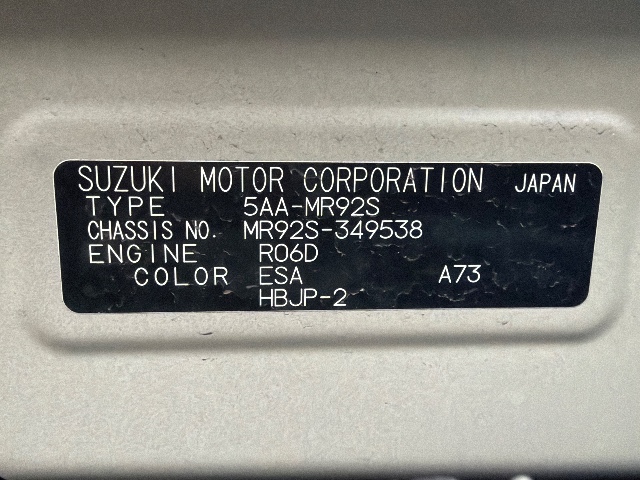 SUZUKI MOTOR CORPORATION JAPAN
TYPE 5AA-MR92S
CHASSIS NO. MR92S-349538
ENGINE R06D
COLOR ESA A73
HBJP-2